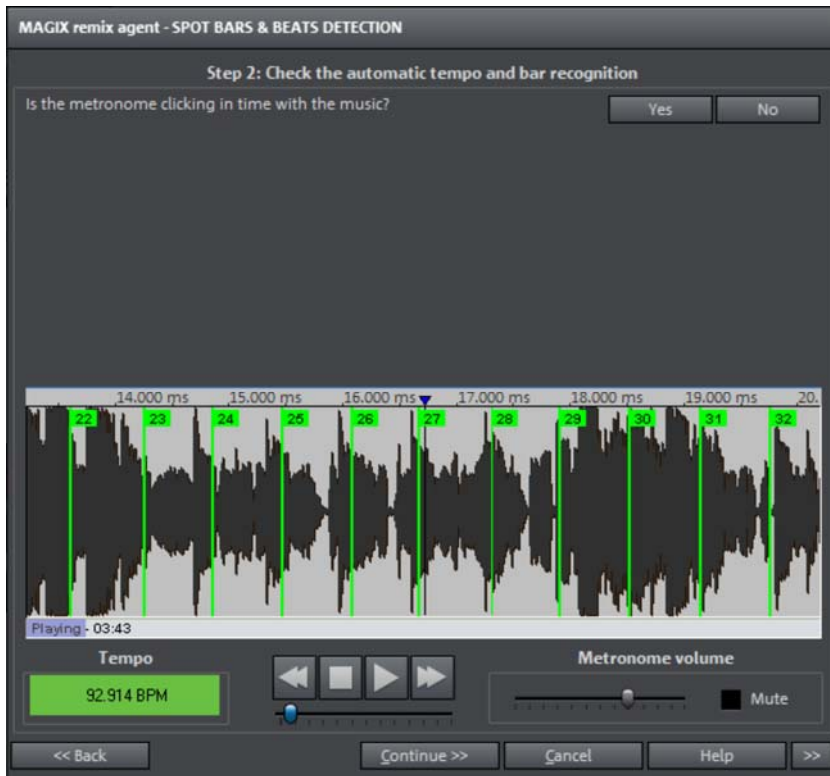 MAGIX remix agent - SPOT BARS & BEATS DETECTION
Step 2: Check the automatic tempo and bar recognition
Is the metronome clicking in time with the music?
Yes
No
14.000 ms 15.000 ms 16.000 ms 17.000 ms 18.000 ms 19.000 ms 20.
22 23 24 25 26 27 28 29 30 31 32
Playing - 03:43
Tempo
Metronome volume
92.914 BPM
Mute
<< Back
Continue >>
Cancel
Help
>>